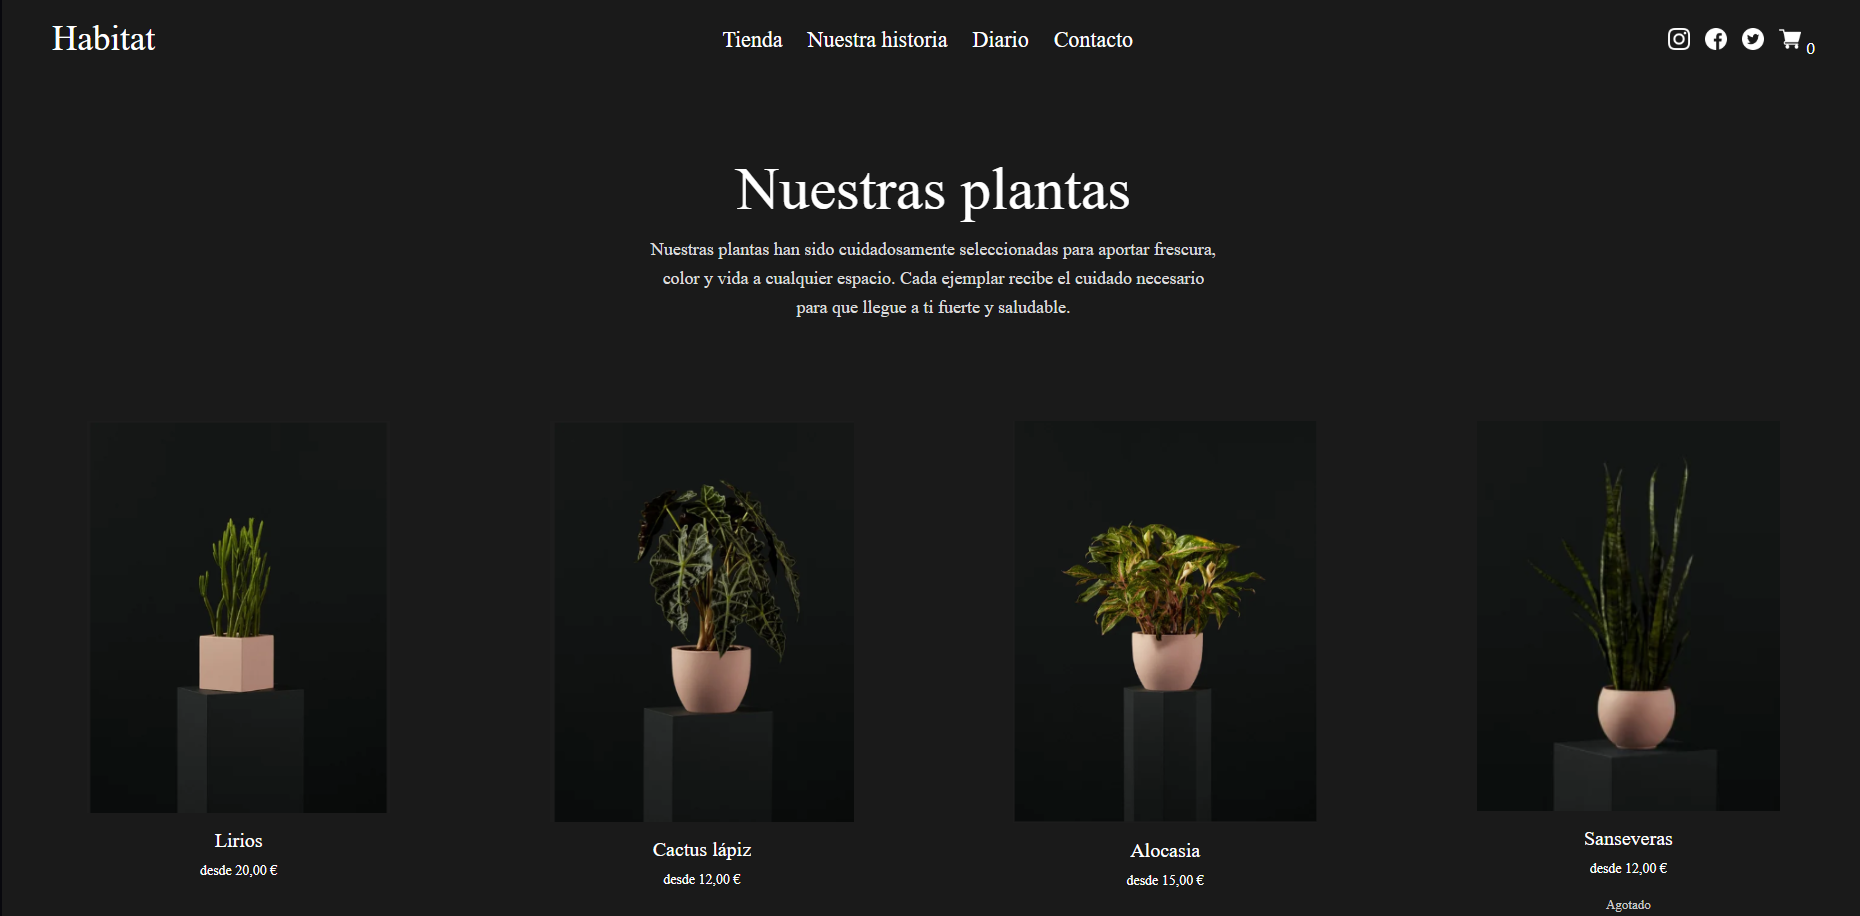 Habitat
Tienda Nuestra historia Diario Contacto
0
Nuestras plantas
Nuestras plantas han sido cuidadosamente seleccionadas para aportar frescura,
color y vida a cualquier espacio. Cada ejemplar recibe el cuidado necesario
para que llegue a ti fuerte y saludable.
Lirios
desde 20,00 €
Cactus lápiz
desde 12,00 €
Alocasia
desde 15,00 €
Sanseveras
desde 12,00 €
Agotado